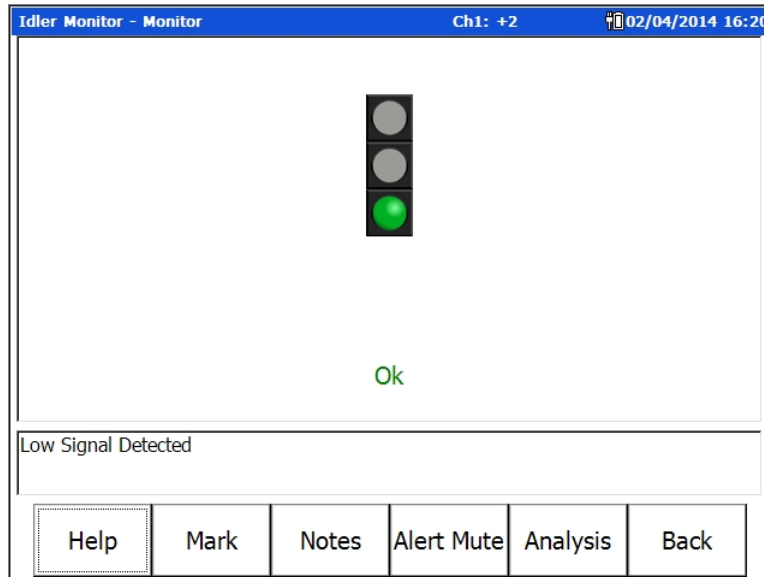 Idler Monitor - Monitor Ch1: +2 02/04/2014 16:20
Ok
Low Signal Detected
Help Mark Notes Alert Mute Analysis Back